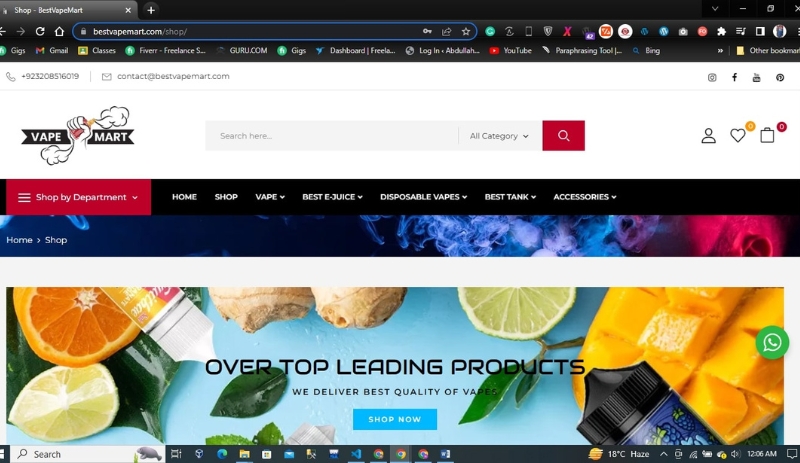 Shop - BestVapeMart
bestvapemart.com/shop/
Gigs Gmail Classes Fiverr - Freelance S... Gigs GURU.COM Gigs Dashboard | Freela... Log In ‹ Abdullah... YouTube Paraphrasing Tool |... Bing Other bookmar
+923208516019 contact@bestvapemart.com
VAPE MART
Search here... All Category
0 0
Shop by Department HOME SHOP VAPE BEST E-JUICE DISPOSABLE VAPES BEST TANK ACCESSORIES
Home > Shop
OVER TOP LEADING PRODUCTS
WE DELIVER BEST QUALITY OF VAPES
SHOP NOW
Search 18°C Haze 12:06 AM